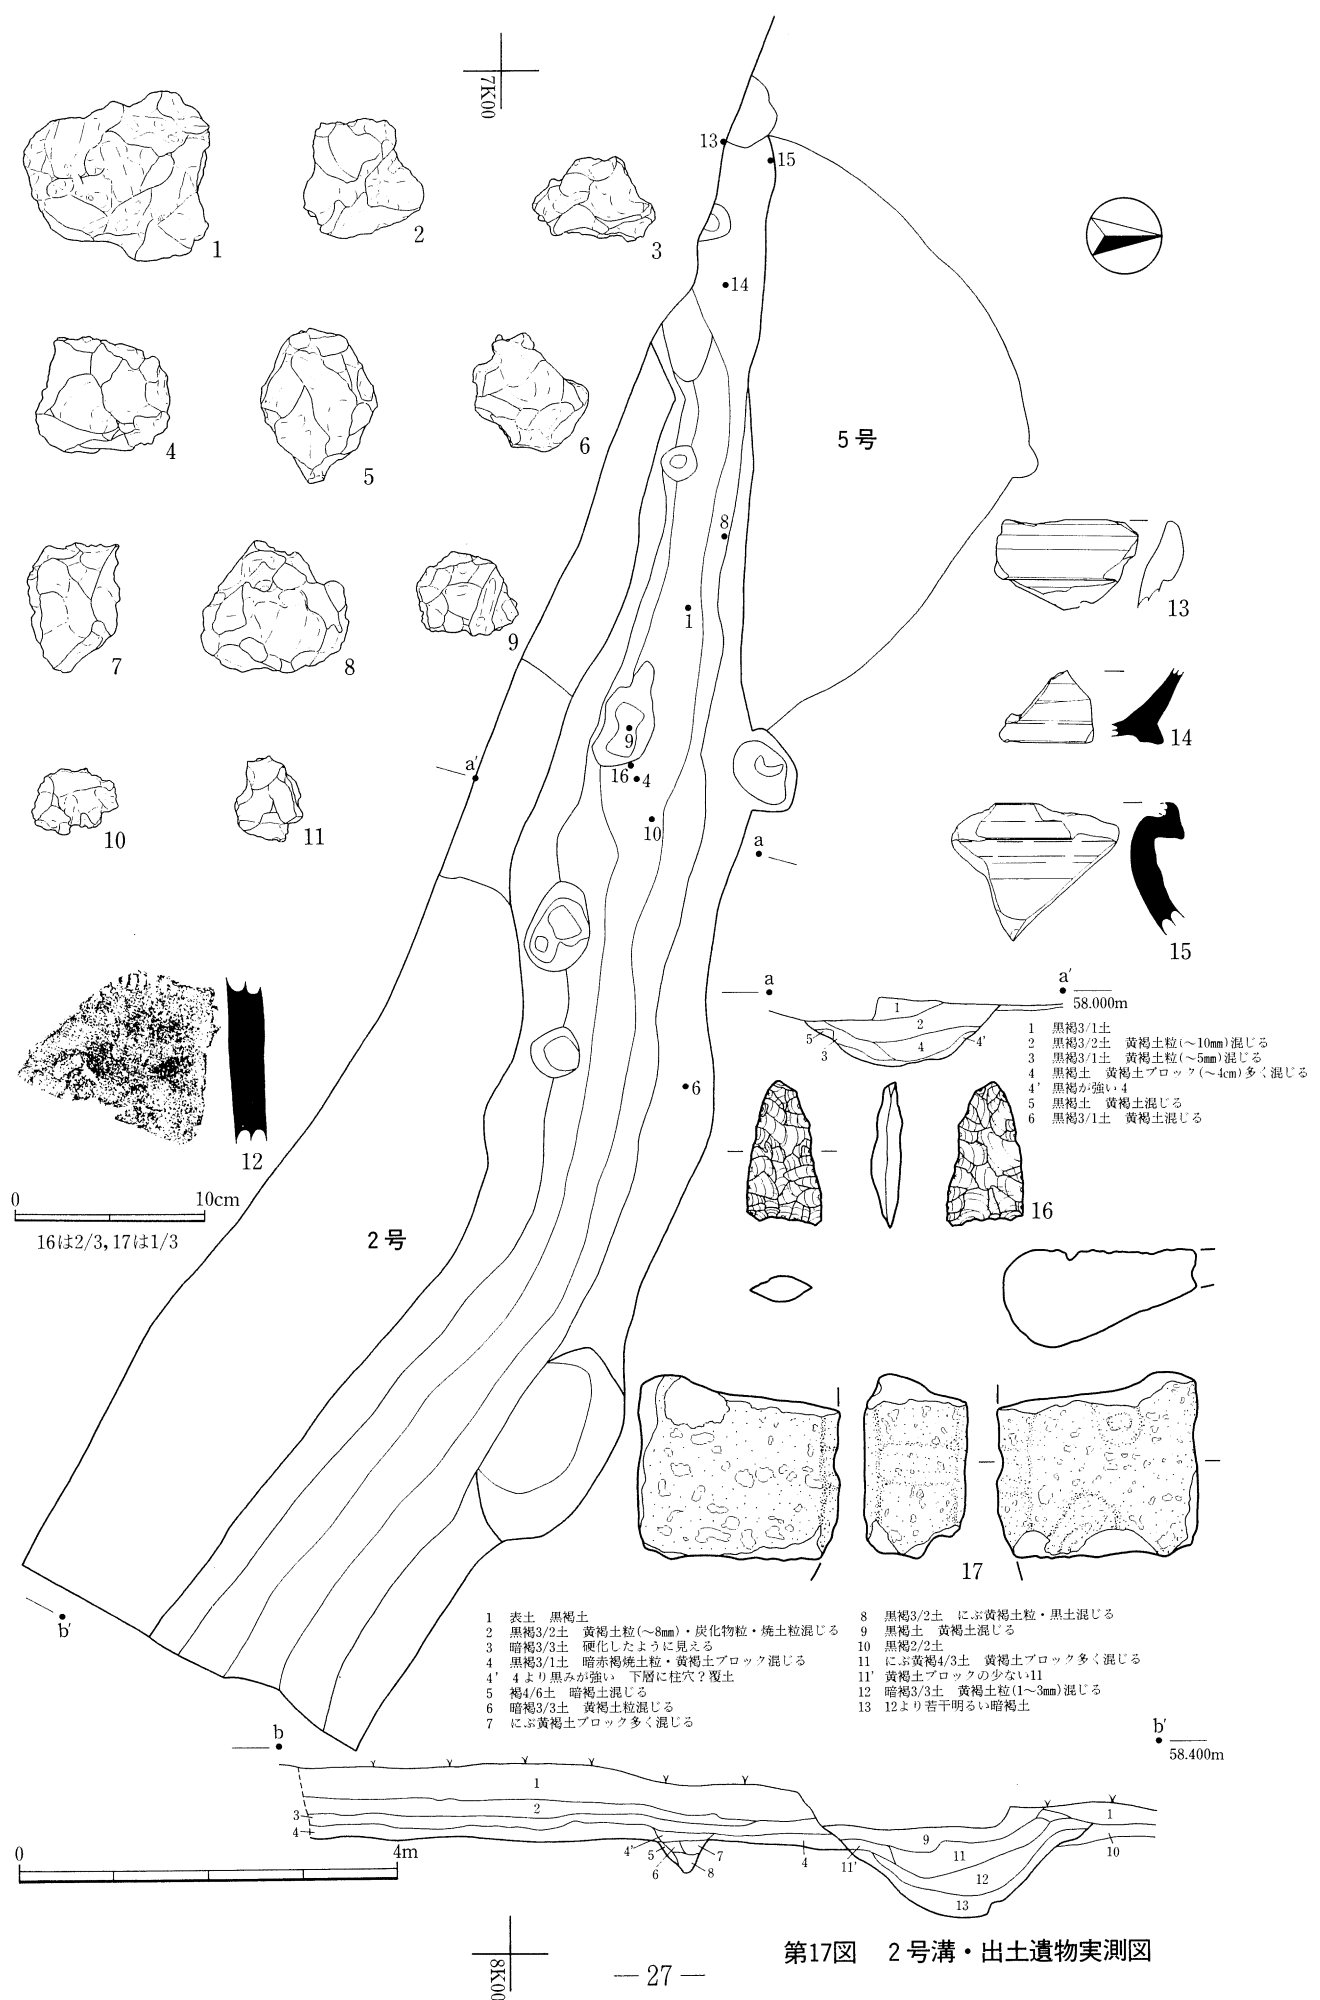 7K00
13
15
1
2
3
14
4
5
6
5号
8
13
1
7
8
9
9
14
a′
16
4
10
11
10
a
15
a
a′
58.000m
1
2
5
3
4
4′
1 黒褐3/1土
2 黒褐3/2土 黄褐土粒(～10㎜)混じる
3 黒褐3/1土 黄褐土粒(～5㎜)混じる
4 黒褐土 黄褐土ブロック(～4㎝)多く混じる
4′ 黒褐が強い4
5 黒褐土 黄褐土混じる
6 黒褐3/1土 黄褐土混じる
6
12
0 10cm
16は2/3,17は1/3
16
2号
17
b′
1 表土 黒褐土
2 黒褐3/2土 黄褐土粒(～8㎜)・炭化物粒・焼土粒混じる
3 暗褐3/3土 硬化したように見える
4 黒褐3/1土 暗赤褐焼土粒・黄褐土ブロック混じる
4′ 4より黒みが強い 下層に柱穴？覆土
5 褐4/6土 暗褐土混じる
6 暗褐3/3土 黄褐土粒混じる
7 にぶ黄褐土ブロック多く混じる
8 黒褐3/2土 にぶ黄褐土粒・黒土混じる
9 黒褐土 黄褐土混じる
10 黒褐2/2土
11 にぶ黄褐4/3土 黄褐土ブロック多く混じる
11′ 黄褐土ブロックの少ない11
12 暗褐3/3土 黄褐土粒(1～3㎜)混じる
13 12より若干明るい暗褐土
b
b′
58.400m
1
2
3
4
4′
5
6
7
8
4
11′
9
11
12
13
1
10
0 4m
8K00
第17図 2号溝・出土遺物実測図
— 27 —